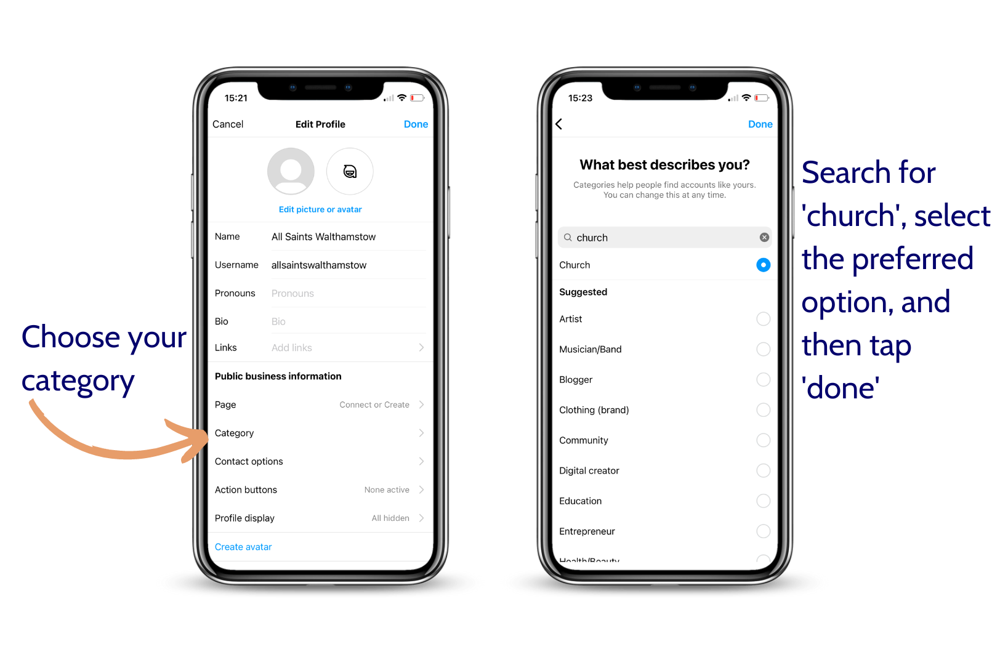 Choose your
category
15:21
Cancel Edit Profile Done
Edit picture or avatar
Name All Saints Walthamstow
Username allsaintswalthamstow
Pronouns Pronouns
Bio Bio
Links Add links
Public business information
Page Connect or Create
Category
Contact options
Action buttons None active
Profile display All hidden
Create avatar
15:23
Done
What best describes you?
Categories help people find accounts like yours.
You can change this at any time.
church
Church
Suggested
Artist
Musician/Band
Blogger
Clothing (brand)
Community
Digital creator
Education
Entrepreneur
Health/Beauty
Search for
'church', select
the preferred
option, and
then tap
'done'